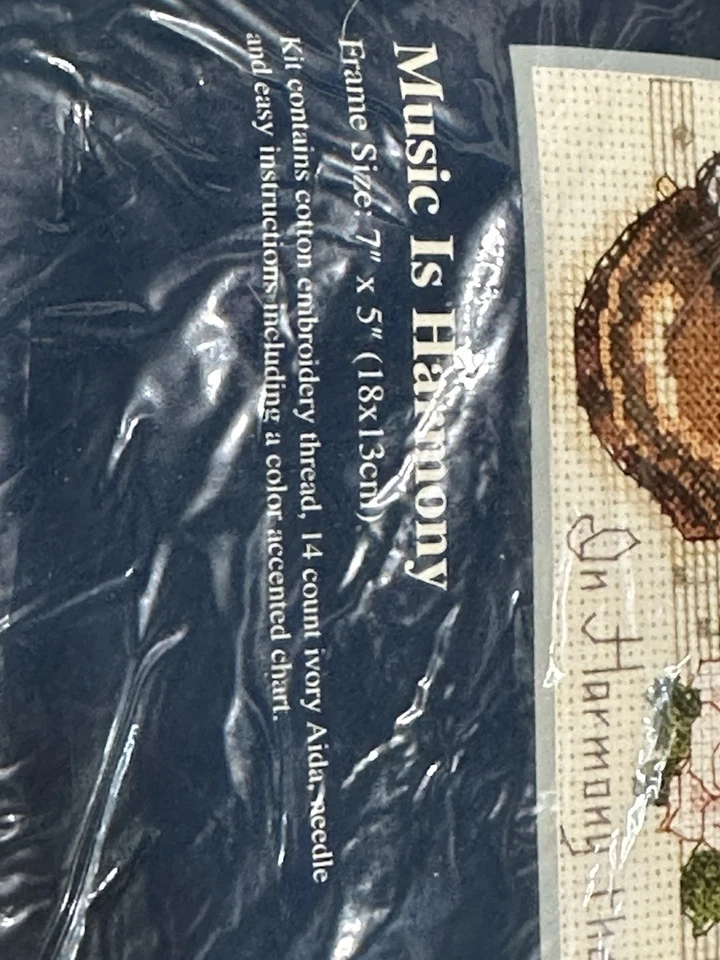 Music Is Harmony
Frame Size: 7" x 5" (18x13cm)
Kit contains cotton embroidery thread, 14 count ivory Aida, needle
and easy instructions including a color accented chart.
In Harmony